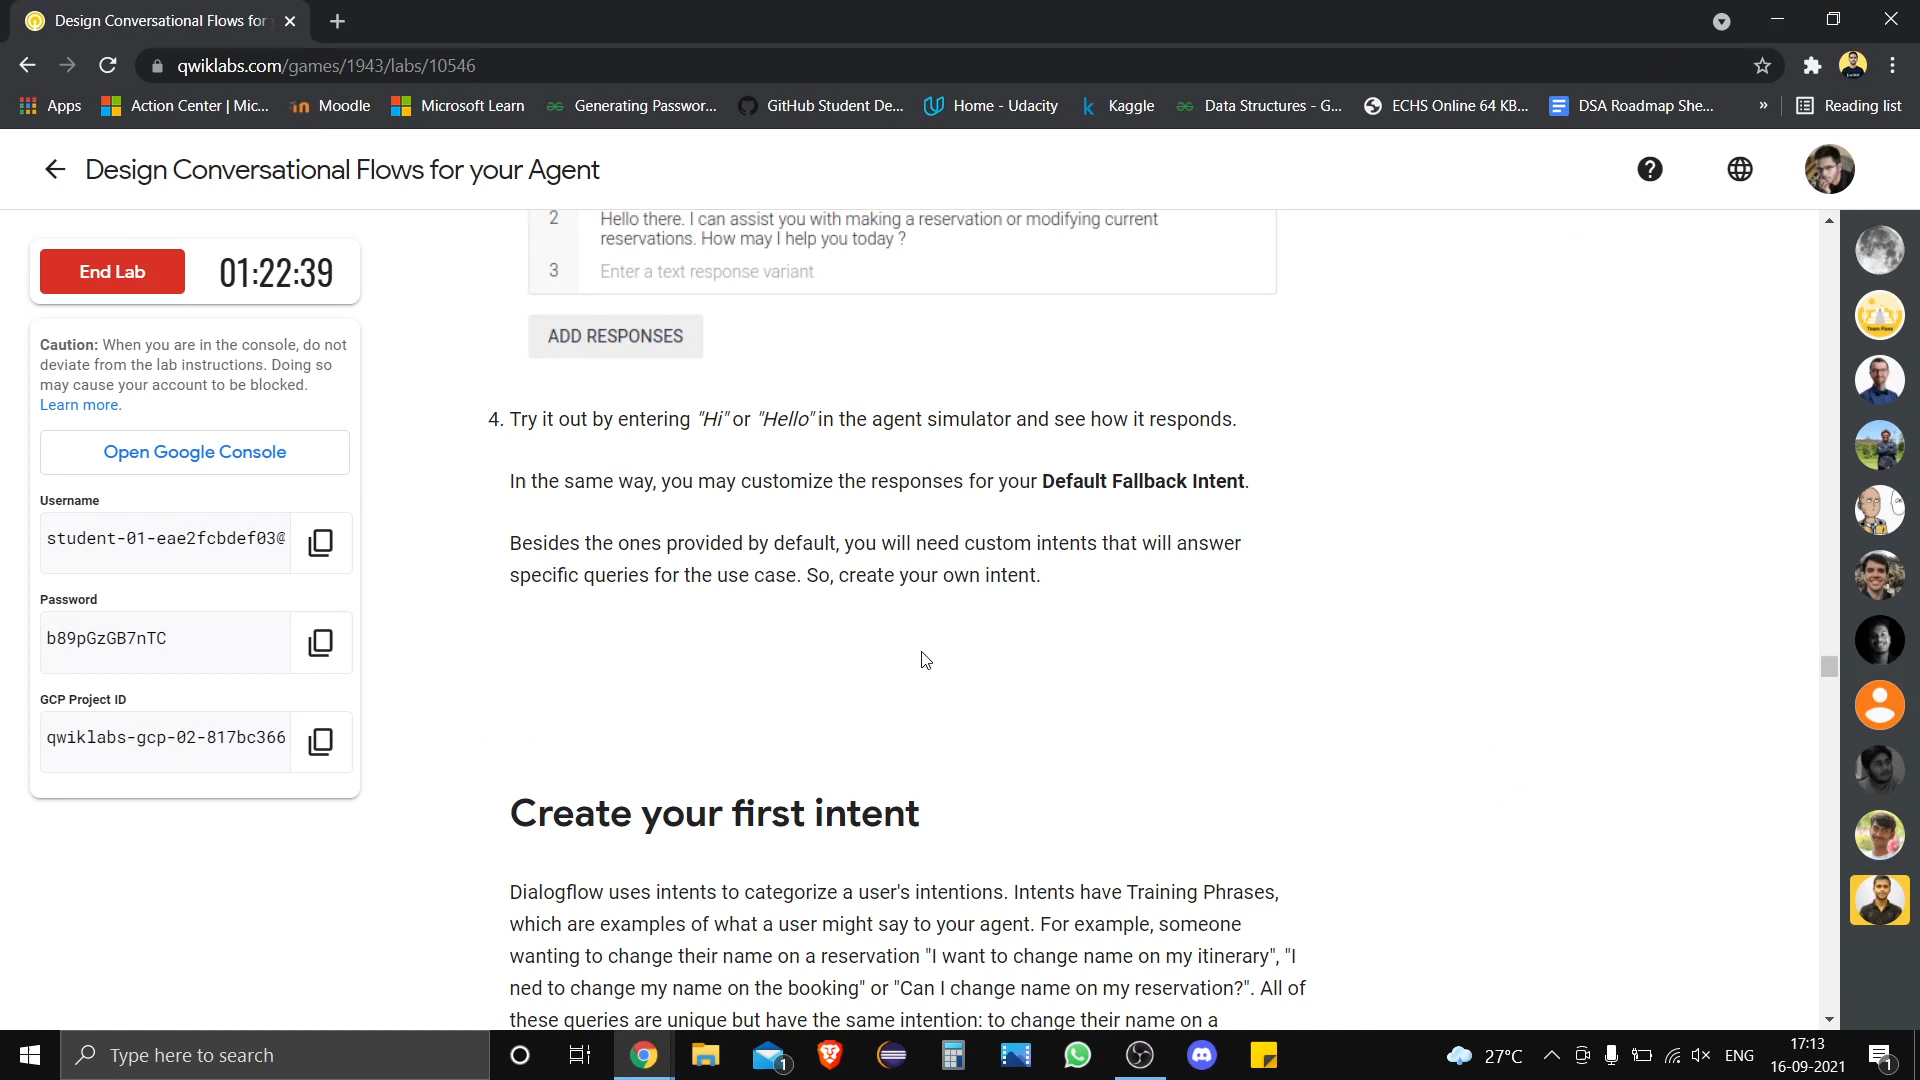 Design Conversational Flows for
qwiklabs.com/games/1943/labs/10546
Apps
Action Center | Mic...
Moodle
Microsoft Learn
Generating Passwor...
GitHub Student De...
Home - Udacity
Kaggle
Data Structures - G...
ECHS Online 64 KB...
DSA Roadmap She...
»
Reading list
Design Conversational Flows for your Agent
End Lab
01:22:39
Caution: When you are in the console, do not
deviate from the lab instructions. Doing so
may cause your account to be blocked.
Learn more.
Open Google Console
Username
student-01-eae2fcbdef03@
Password
b89pGzGB7nTC
GCP Project ID
qwiklabs-gcp-02-817bc366
2 Hello there. I can assist you with making a reservation or modifying current
reservations. How may I help you today ?
3 Enter a text response variant
ADD RESPONSES
4. Try it out by entering "Hi" or "Hello" in the agent simulator and see how it responds.
In the same way, you may customize the responses for your Default Fallback Intent.
Besides the ones provided by default, you will need custom intents that will answer
specific queries for the use case. So, create your own intent.
Create your first intent
Dialogflow uses intents to categorize a user's intentions. Intents have Training Phrases,
which are examples of what a user might say to your agent. For example, someone
wanting to change their name on a reservation "I want to change name on my itinerary", "I
ned to change my name on the booking" or "Can I change name on my reservation?". All of
these queries are unique but have the same intention: to change their name on a
Type here to search
1
27°C
ENG
17:13
16-09-2021
1